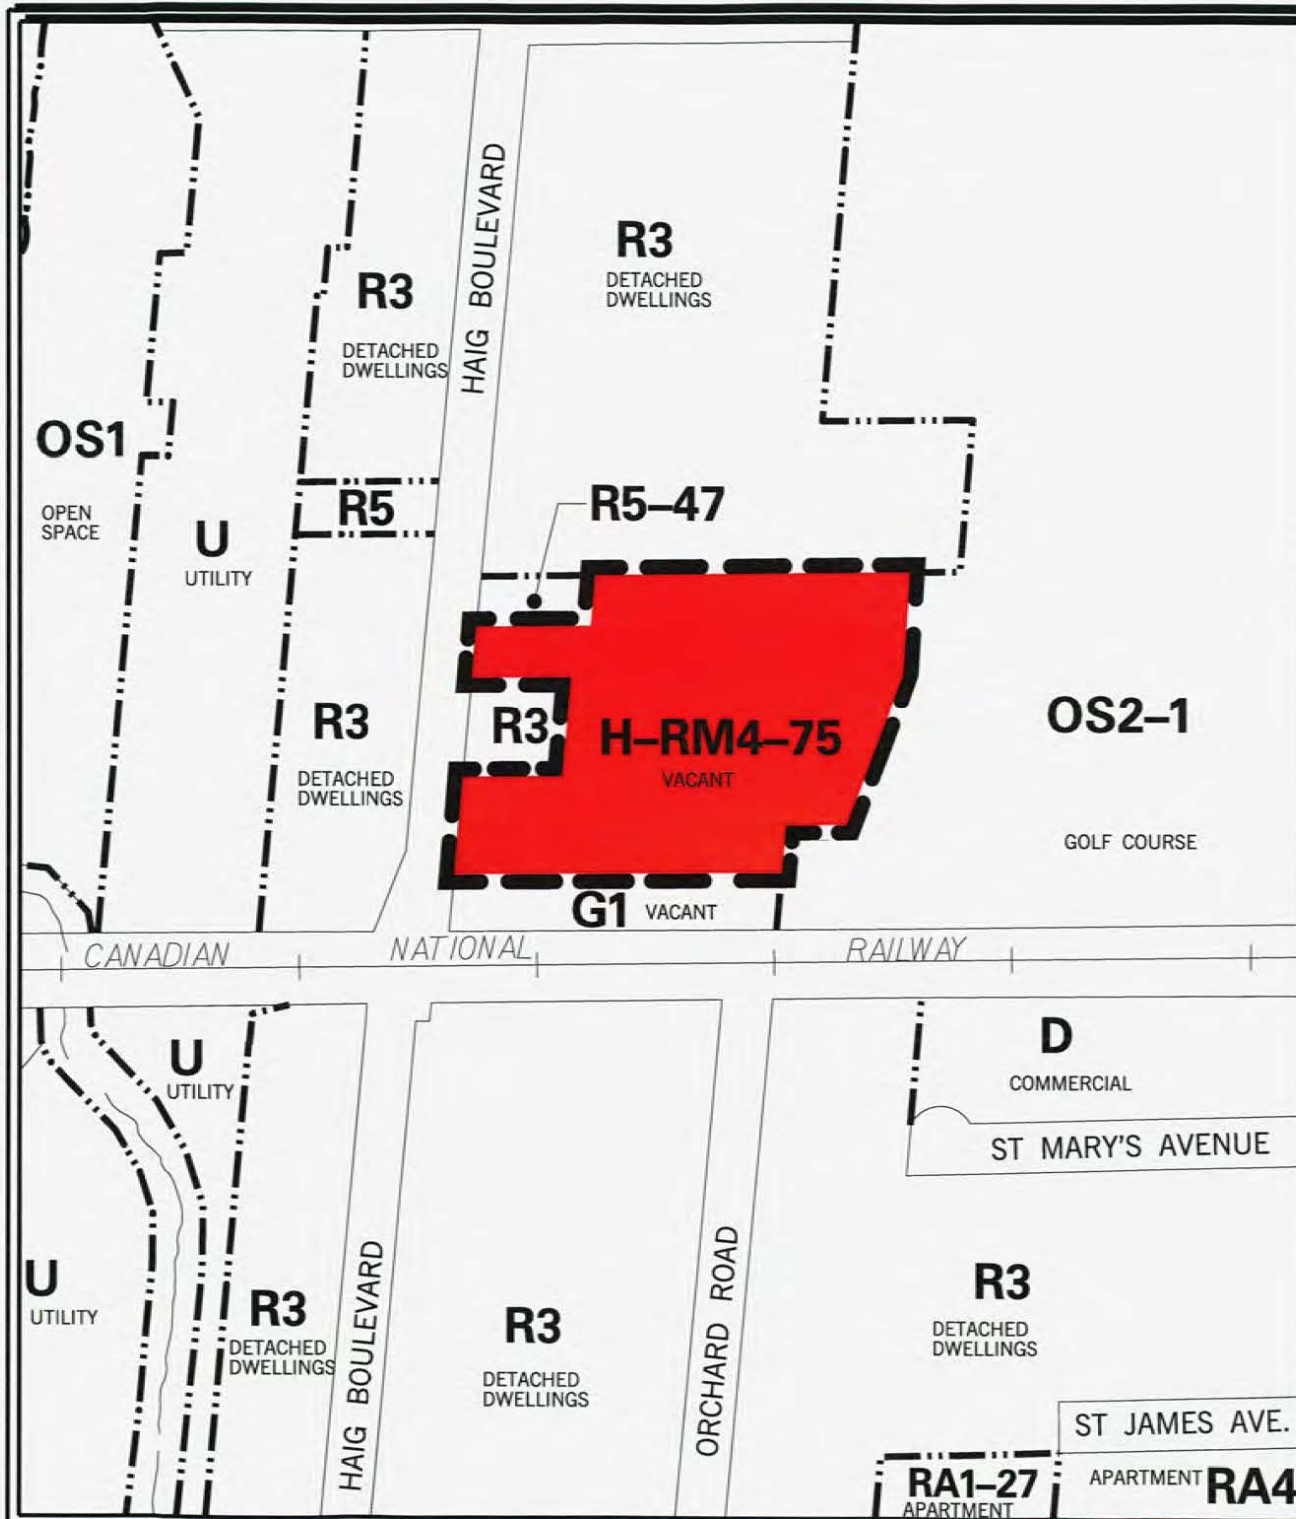 HAIG BOULEVARD
R3
DETACHED
DWELLINGS
R3
DETACHED
DWELLINGS
OS1
OPEN
SPACE
R5
R5–47
U
UTILITY
R3
DETACHED
DWELLINGS
R3
H–RM4–75
VACANT
OS2–1
GOLF COURSE
G1 VACANT
CANADIAN NATIONAL RAILWAY
U
UTILITY
D
COMMERCIAL
ST MARY'S AVENUE
U
UTILITY
R3
DETACHED
DWELLINGS
HAIG BOULEVARD
R3
DETACHED
DWELLINGS
ORCHARD ROAD
R3
DETACHED
DWELLINGS
ST JAMES AVE.
RA1–27
APARTMENT
APARTMENT RA4